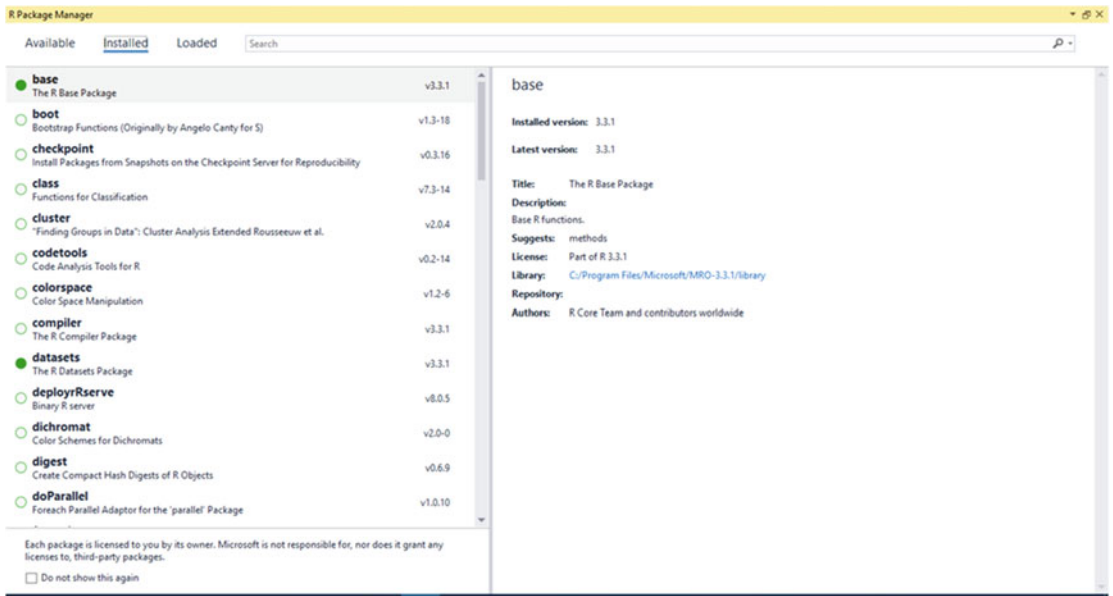 R Package Manager
Available Installed Loaded Search
base
The R Base Package
v3.3.1
boot
Bootstrap Functions (Originally by Angelo Canty for S)
v1.3-18
checkpoint
Install Packages from Snapshots on the Checkpoint Server for Reproducibility
v0.3.16
class
Functions for Classification
v7.3-14
cluster
"Finding Groups in Data": Cluster Analysis Extended Rousseeuw et al.
v2.0.4
codetools
Code Analysis Tools for R
v0.2-14
colorspace
Color Space Manipulation
v1.2-6
compiler
The R Compiler Package
v3.3.1
datasets
The R Datasets Package
v3.3.1
deployrRserve
Binary R server
v8.0.5
dichromat
Color Schemes for Dichromats
v2.0-0
digest
Create Compact Hash Digests of R Objects
v0.6.9
doParallel
Foreach Parallel Adaptor for the 'parallel' Package
v1.0.10
Each package is licensed to you by its owner. Microsoft is not responsible for, nor does it grant any
licenses to, third-party packages.
Do not show this again
base
Installed version: 3.3.1
Latest version: 3.3.1
Title: The R Base Package
Description:
Base R functions.
Suggests: methods
License: Part of R 3.3.1
Library: C:/Program Files/Microsoft/MRO-3.3.1/library
Repository:
Authors: R Core Team and contributors worldwide